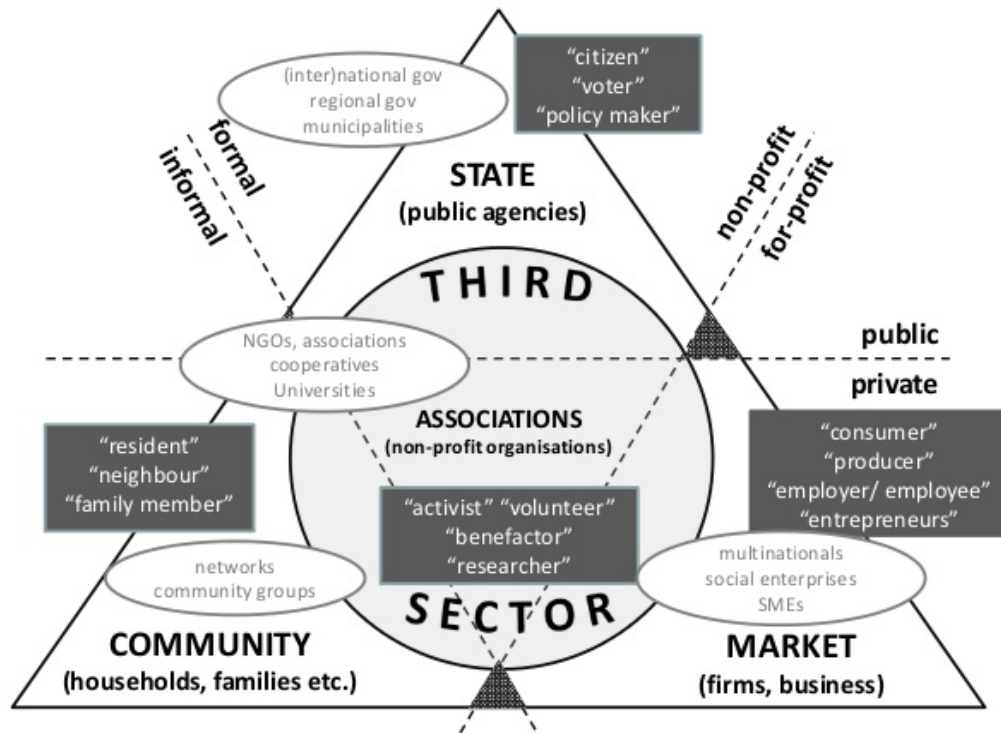 (inter)national gov
regional gov
municipalities
“citizen”
“voter”
“policy maker”
formal
informal
non-profit
for-profit
STATE
(public agencies)
THIRD
NGOs, associations
cooperatives
Universities
public
private
ASSOCIATIONS
(non-profit organisations)
“resident”
“neighbour”
“family member”
“consumer”
“producer”
“employer/ employee”
“entrepreneurs”
“activist” “volunteer”
“benefactor”
“researcher”
networks
community groups
multinationals
social enterprises
SMEs
SECTOR
COMMUNITY
(households, families etc.)
MARKET
(firms, business)